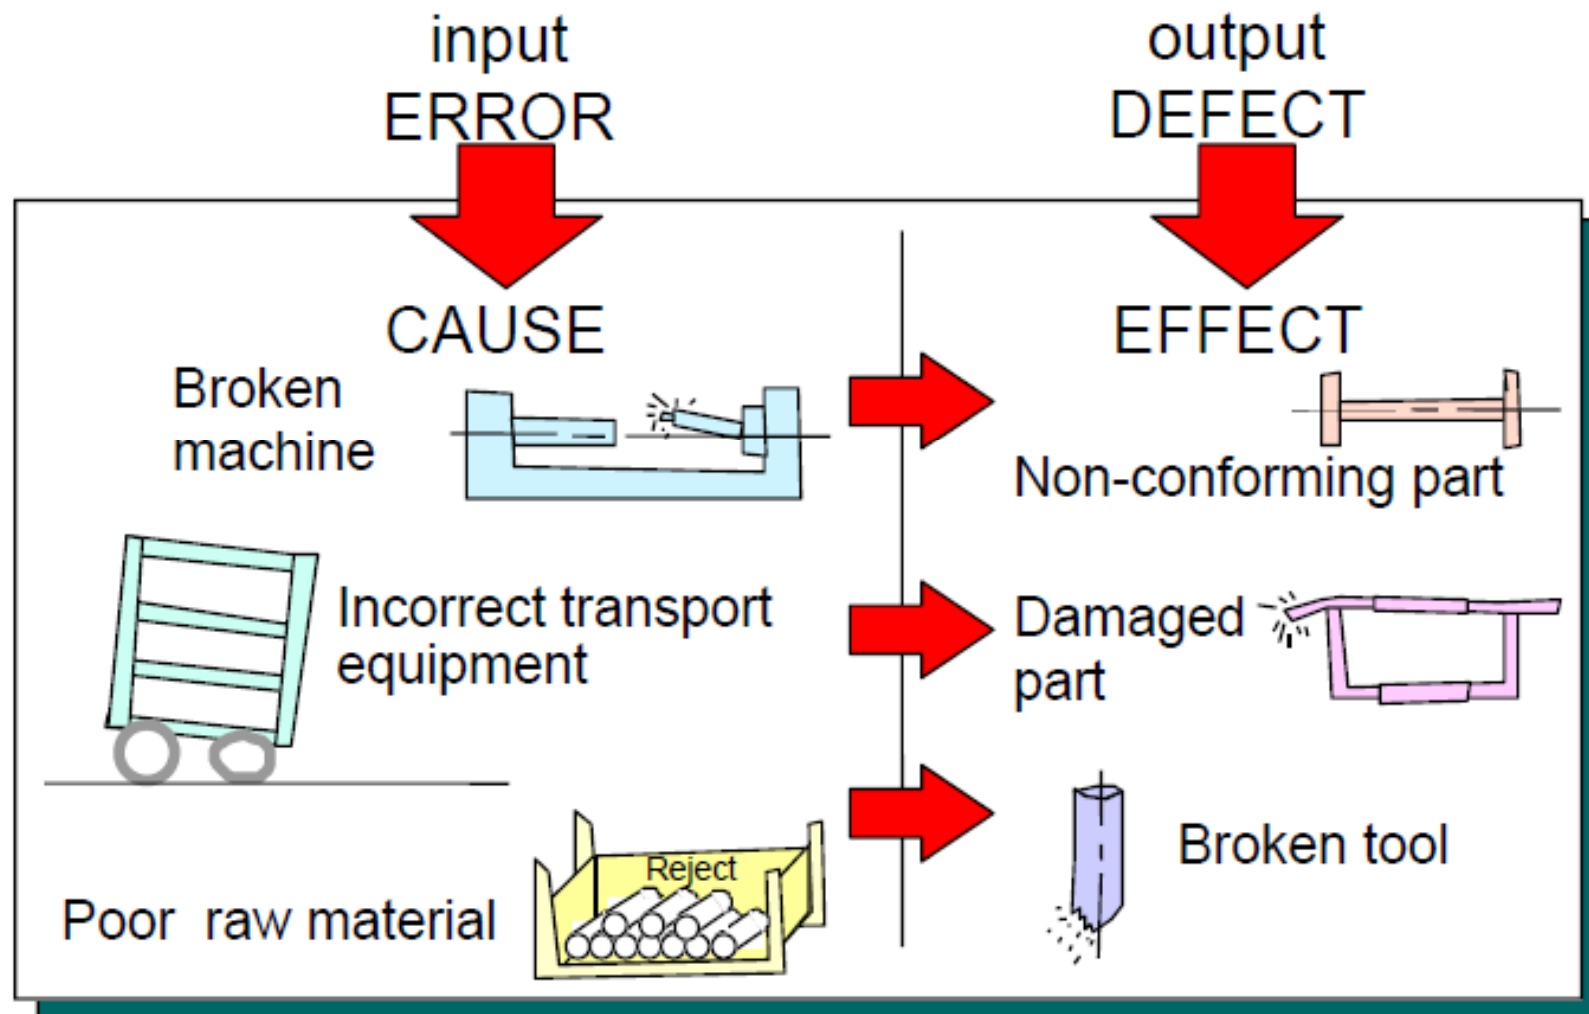 input
ERROR
output
DEFECT
CAUSE
EFFECT
Broken
machine
Non-conforming part
Incorrect transport
equipment
Damaged
part
Reject
Poor raw material
Broken tool